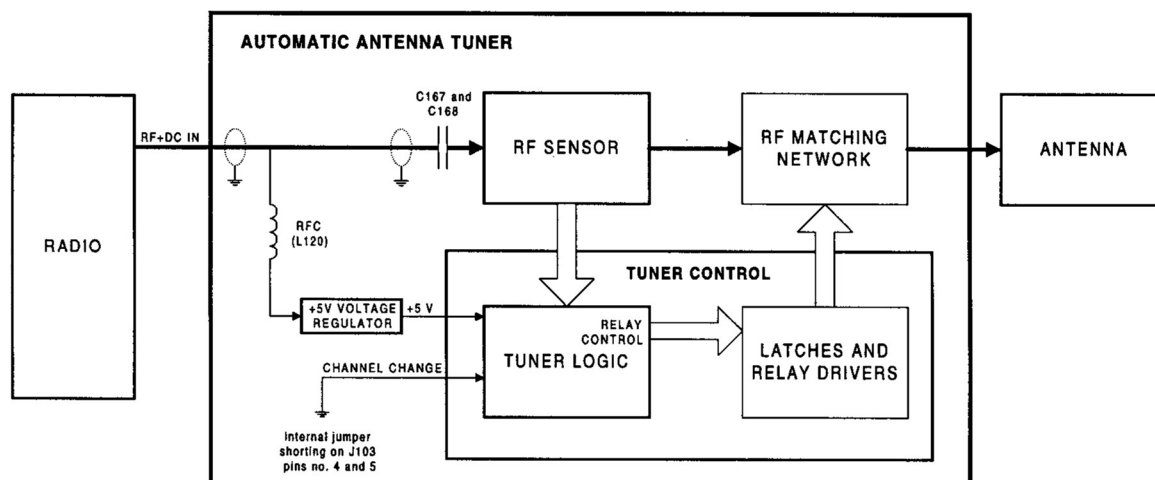 AUTOMATIC ANTENNA TUNER
C167 and
C168
RF+DC IN
RF SENSOR
RF MATCHING
NETWORK
ANTENNA
RADIO
RFC
(L120)
TUNER CONTROL
+5V VOLTAGE
REGULATOR
+5 V
RELAY
CONTROL
TUNER LOGIC
LATCHES AND
RELAY DRIVERS
CHANNEL CHANGE
Internal jumper
shorting on J103
pins no. 4 and 5